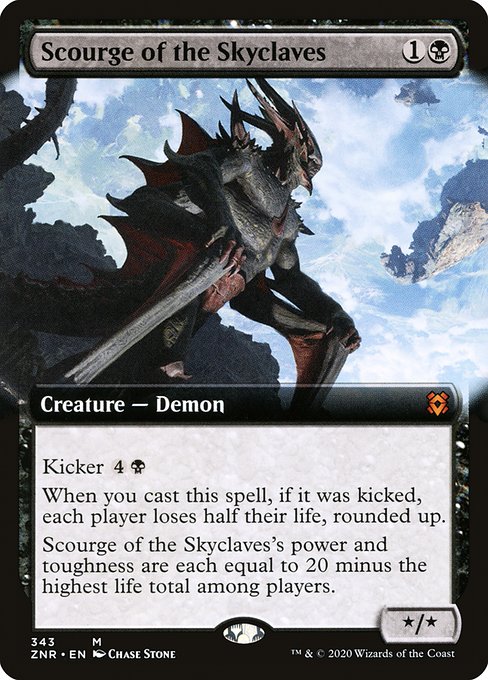 Scourge of the Skyclaves 1
Creature — Demon
Kicker 4
When you cast this spell, if it was kicked,
each player loses half their life, rounded up.
Scourge of the Skyclaves's power and
toughness are each equal to 20 minus the
highest life total among players.
*/*
343 M
ZNR • EN Chase Stone
™ & © 2020 Wizards of the Coast